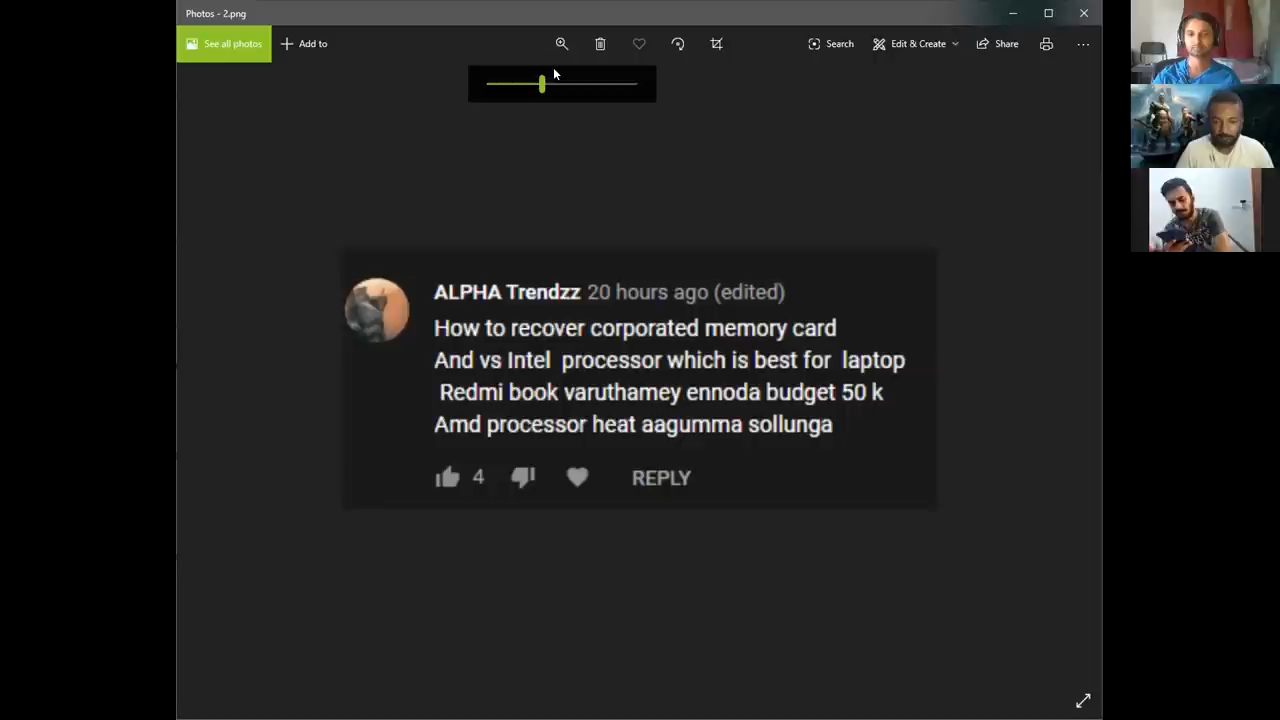 Photos - 2.png
See all photos
Add to
Search
Edit & Create
Share
ALPHA Trendzz 20 hours ago (edited)
How to recover corporated memory card
And vs Intel processor which is best for laptop
Redmi book varuthamey ennoda budget 50 k
Amd processor heat aagumma sollunga
4
REPLY